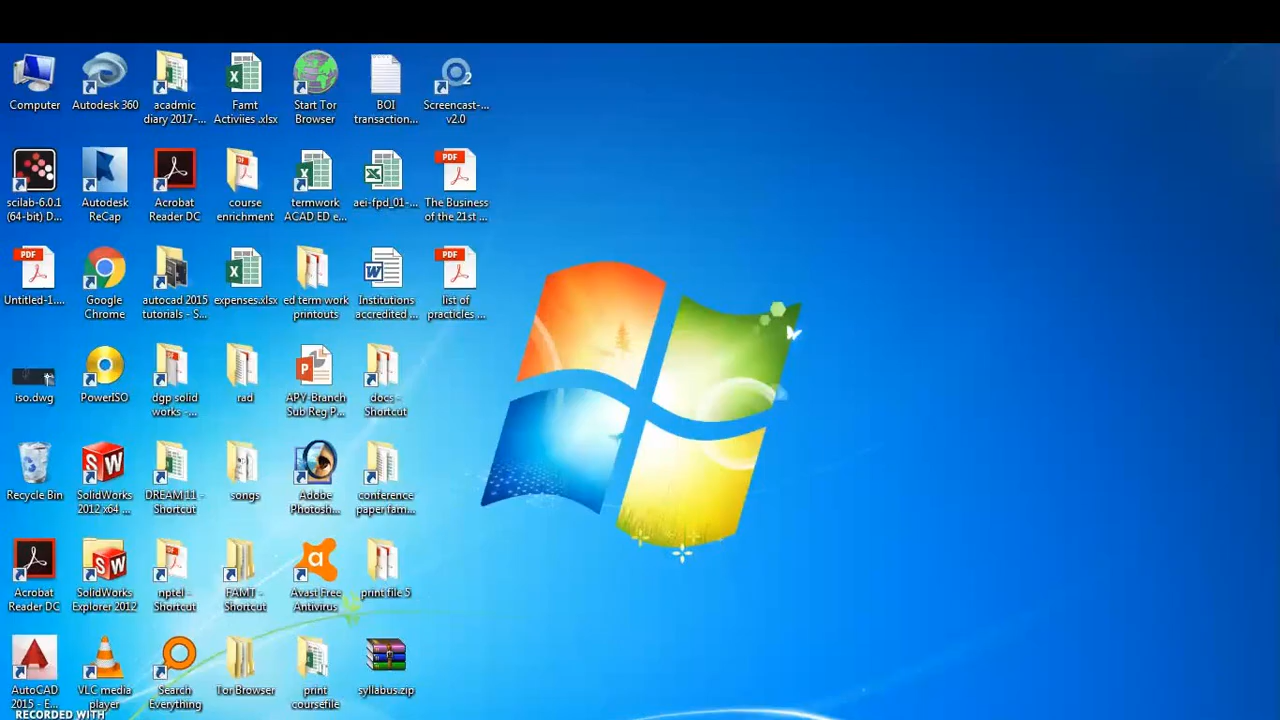 Computer
Autodesk 360
acadmic
diary 2017-...
Famt
Activiies .xlsx
Start Tor
Browser
BOI
transaction...
Screencast-...
v2.0
2
scilab-6.0.1
(64-bit) D...
Autodesk
ReCap
Acrobat
Reader DC
course
enrichment
termwork
ACAD ED e...
aei-fpd_01-...
PDF
The Business
of the 21st ...
PDF
Untitled-1....
Google
Chrome
autocad 2015
tutorials - S...
expenses.xlsx
ed term work
printouts
Institutions
accredited ...
PDF
list of
practicles ...
iso.dwg
PowerISO
dgp solid
works -...
rad
APY-Branch
Sub Reg P...
docs -
Shortcut
Recycle Bin
SolidWorks
2012 x64 ...
DREAM 11 -
Shortcut
songs
Adobe
Photosh...
conference
paper fam...
Acrobat
Reader DC
SolidWorks
Explorer 2012
nptel -
Shortcut
FAMT -
Shortcut
Avast Free
Antivirus
print file 5
AutoCAD
2015 - E...
VLC media
player
Search
Everything
Tor Browser
print
coursefile
syllabus.zip
RECORDED WITH